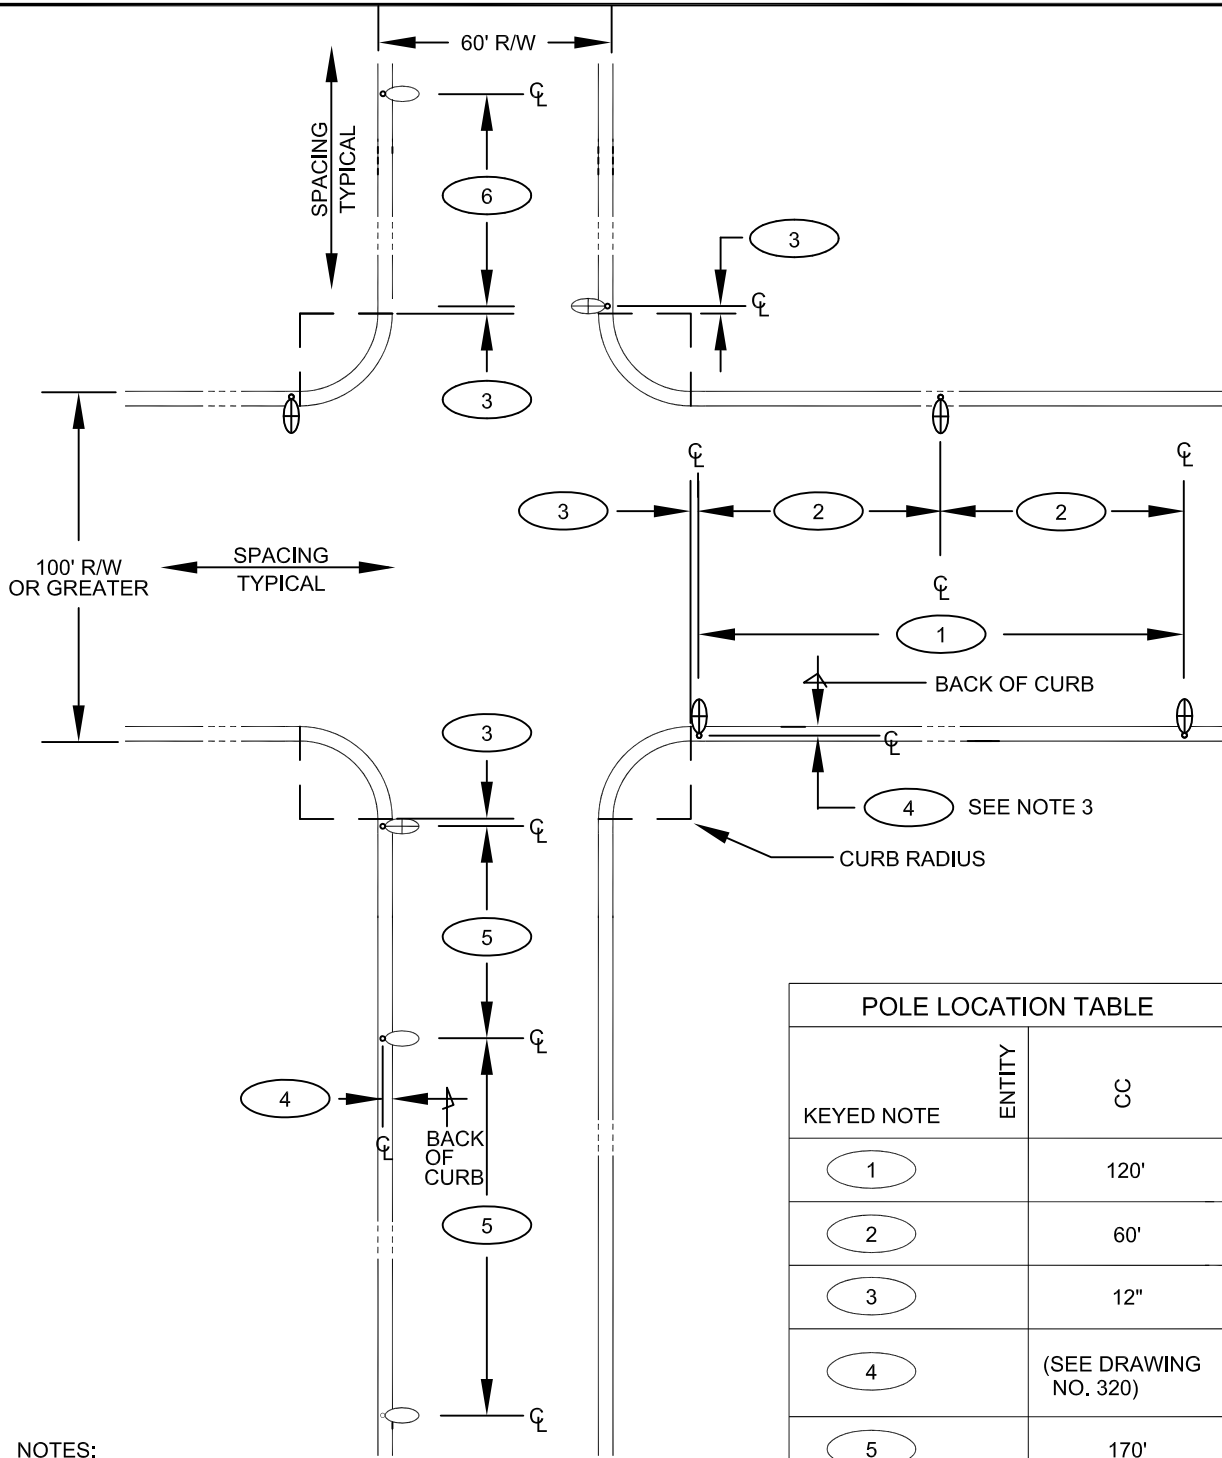 60' R/W
℄
SPACING
TYPICAL
6
3
℄
3
℄
℄
3
2
2
100' R/W
OR GREATER
SPACING
TYPICAL
℄
1
BACK OF CURB
3
℄
4
SEE NOTE 3
℄
CURB RADIUS
5
℄
4
℄
BACK
OF
CURB
5
℄
POLE LOCATION TABLE
KEYED NOTE
ENTITY
CC
1
120'
2
60'
3
12"
4
(SEE DRAWING
NO. 320)
5
170'
NOTES: